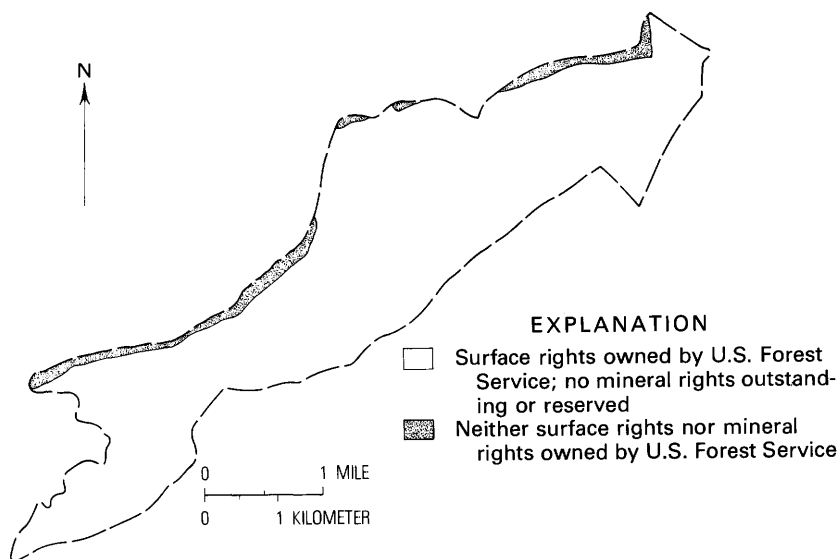 N
EXPLANATION
Surface rights owned by U.S. Forest
Service; no mineral rights outstand-
ing or reserved
Neither surface rights nor mineral
rights owned by U.S. Forest Service
0 1 MILE
0 1 KILOMETER